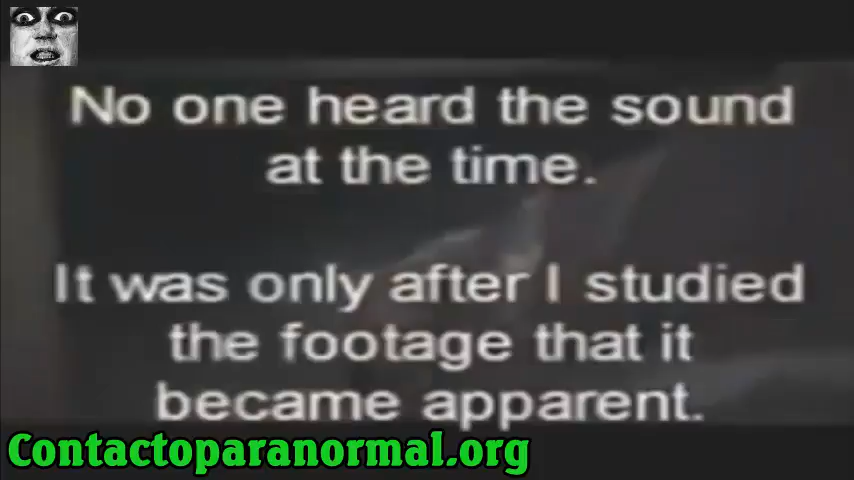 No one heard the sound
at the time.
It was only after I studied
the footage that it
became apparent.
Contactoparanormal.org